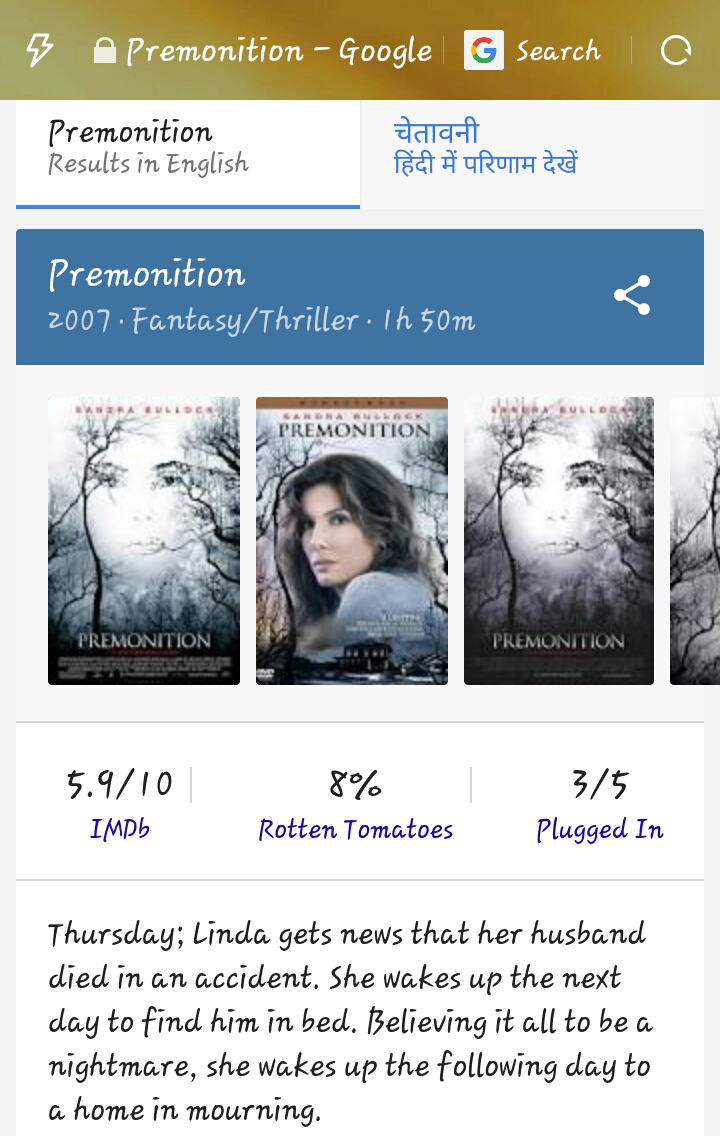 Premonition – Google
Search
Premonition
Results in English
चेतावनी
हिंदी में परिणाम देखें
Premonition
2007 · Fantasy/Thriller · 1h 50m
SANDRA BULLOCK
PREMONITION
SANDRA BULLOCK
PREMONITION
SANDRA BULLOCK
PREMONITION
5.9/10
IMDb
8%
Rotten Tomatoes
3/5
Plugged In
Thursday; Linda gets news that her husband
died in an accident. She wakes up the next
day to find him in bed. Believing it all to be a
nightmare, she wakes up the following day to
a home in mourning.